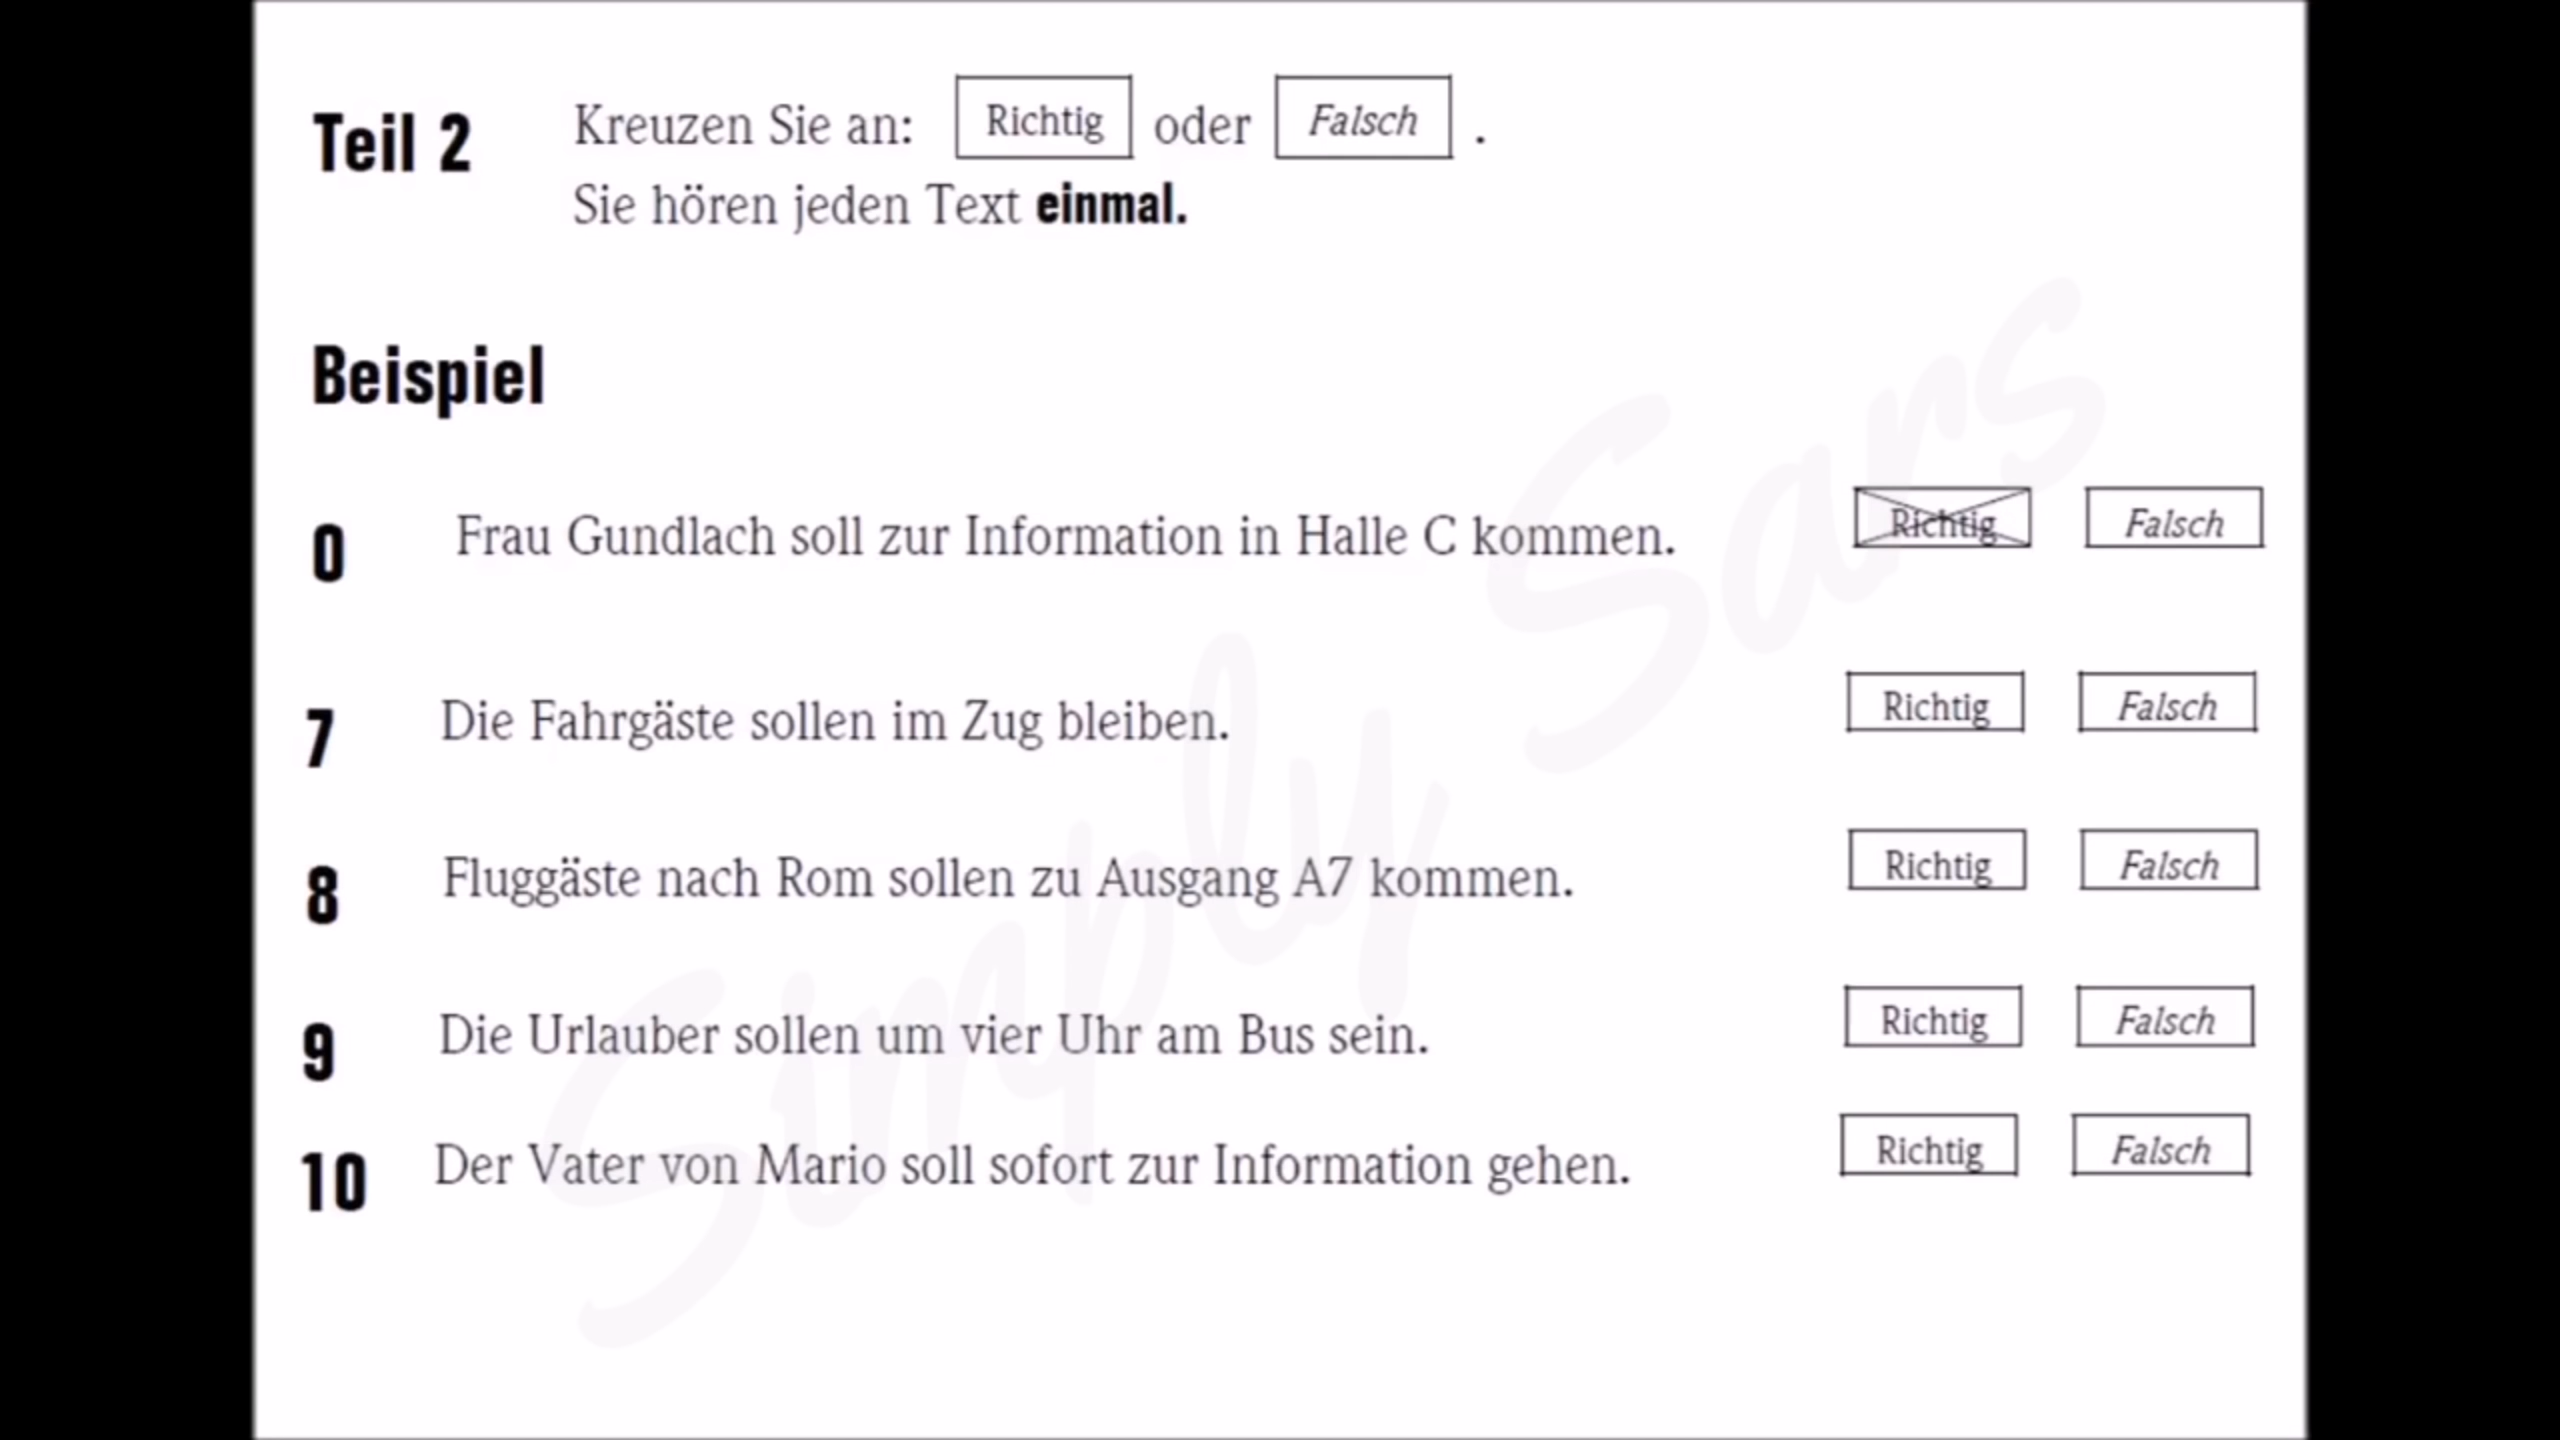 Teil 2 Kreuzen Sie an: Richtig oder Falsch .
Sie hören jeden Text einmal.
Beispiel
0 Frau Gundlach soll zur Information in Halle C kommen. Richtig Falsch
7 Die Fahrgäste sollen im Zug bleiben. Richtig Falsch
8 Fluggäste nach Rom sollen zu Ausgang A7 kommen. Richtig Falsch
9 Die Urlauber sollen um vier Uhr am Bus sein. Richtig Falsch
10 Der Vater von Mario soll sofort zur Information gehen. Richtig Falsch
Simply Sars